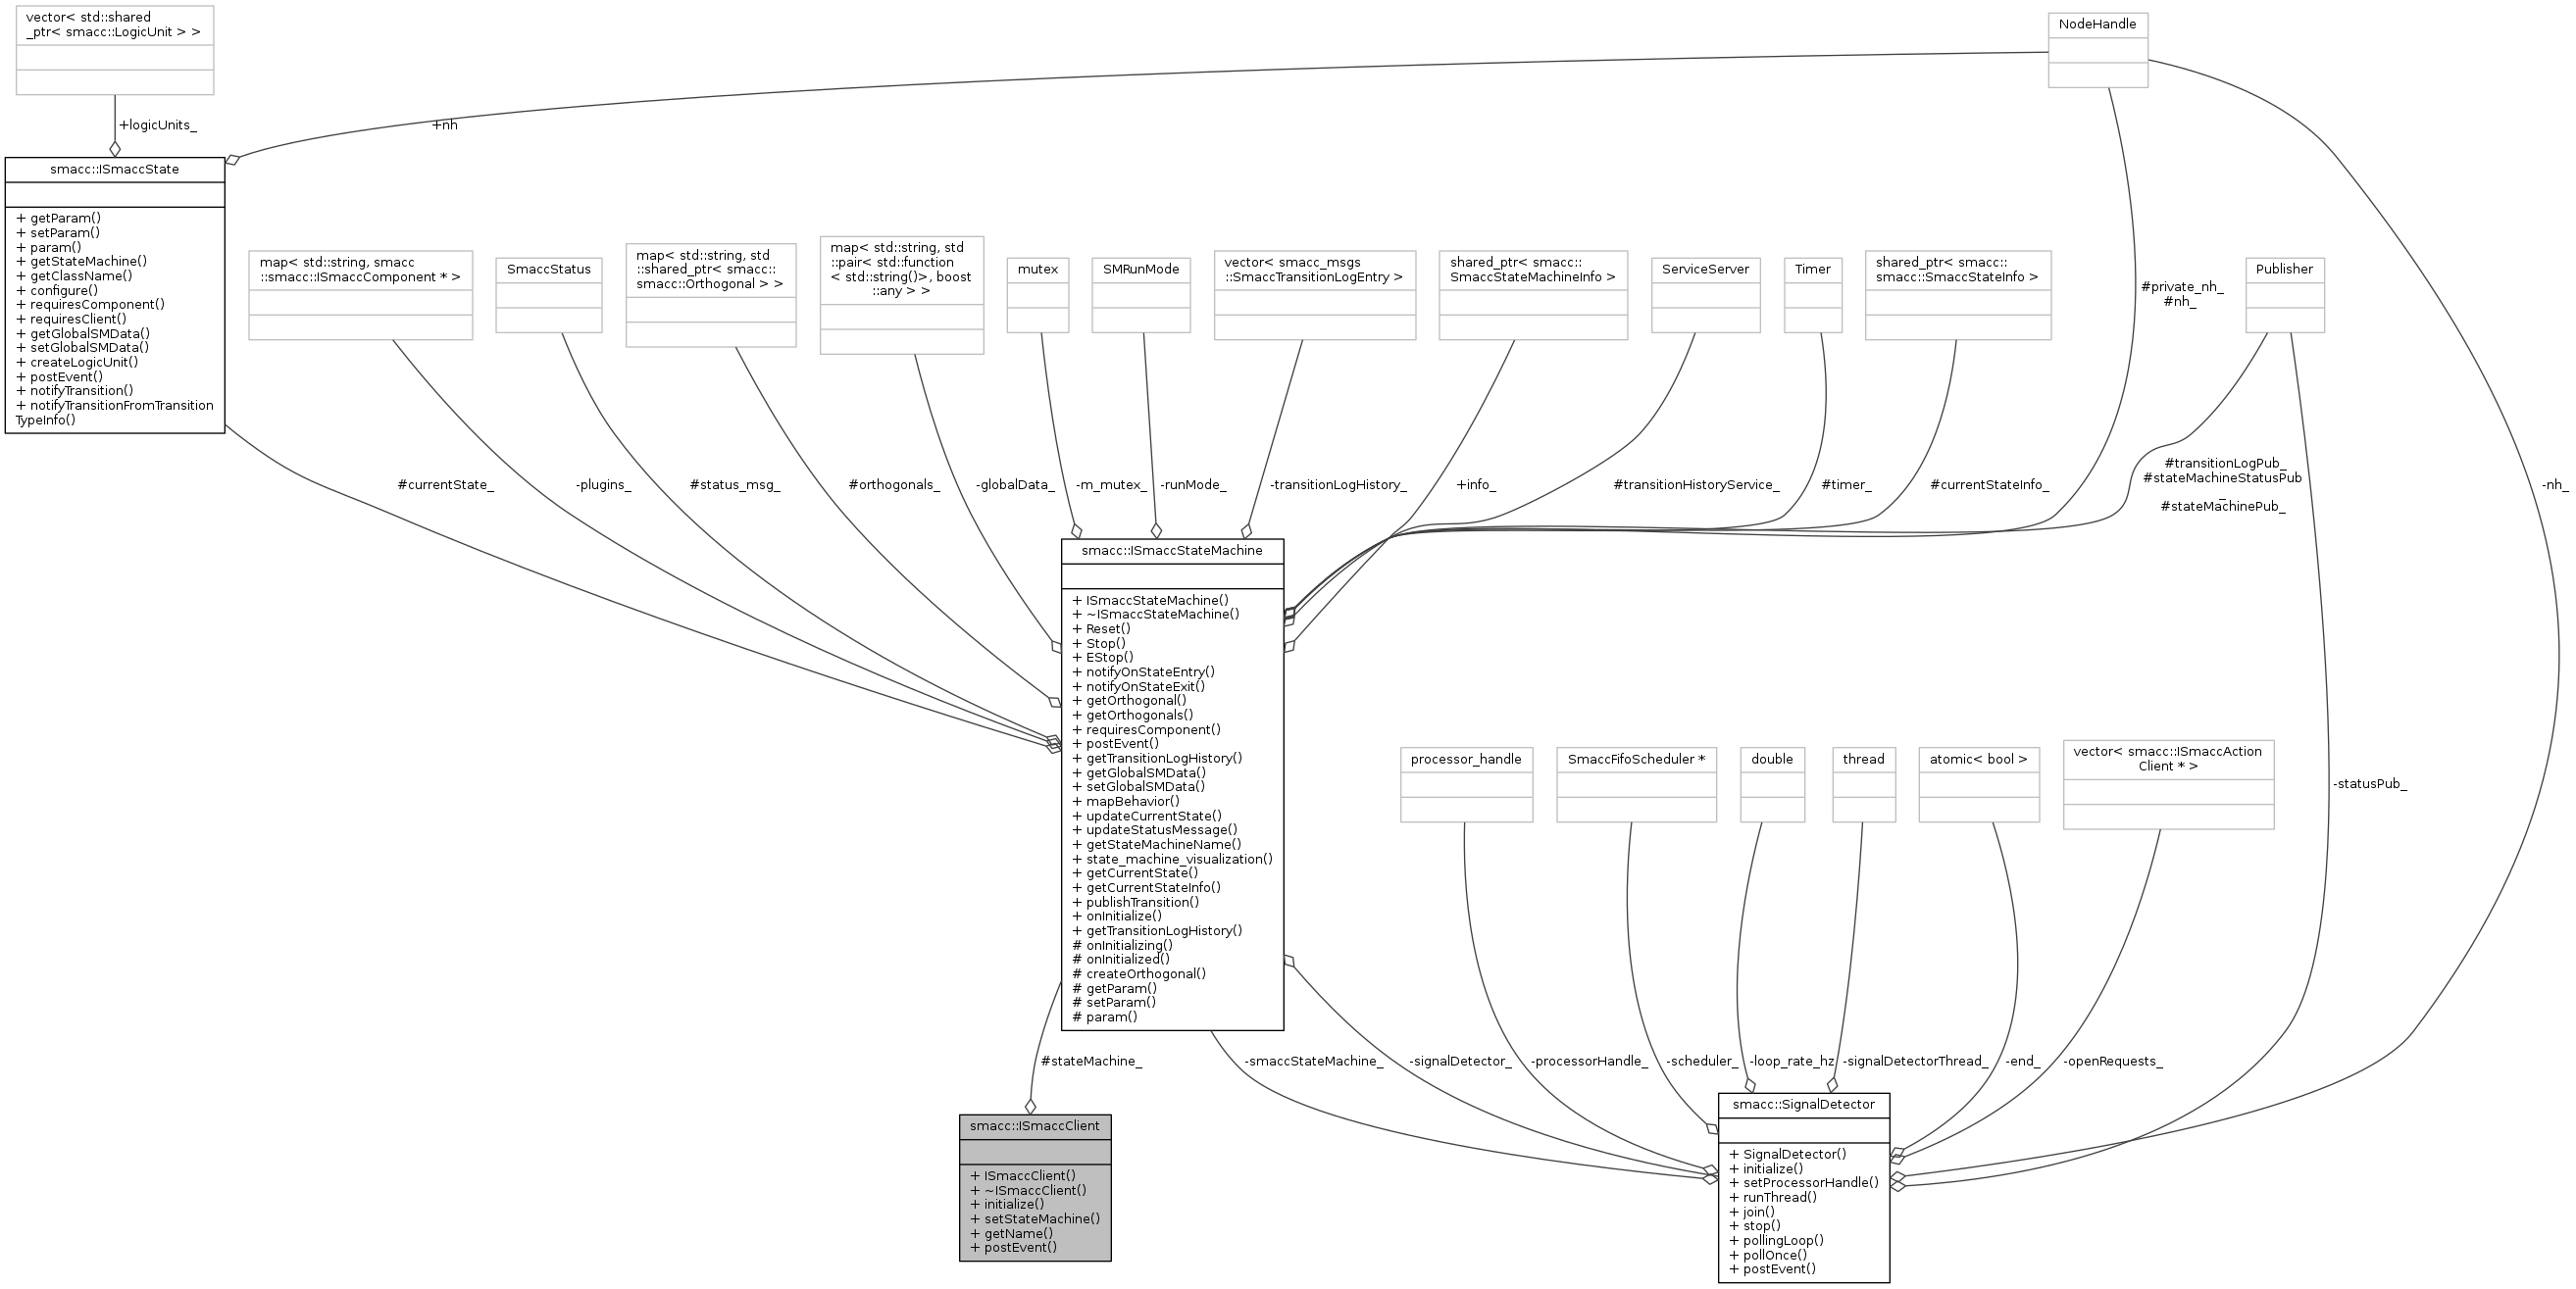 vector< std::shared
_ptr< smacc::LogicUnit > >
NodeHandle
+logicUnits_
+nh
smacc::ISmaccState
+ getParam()
+ setParam()
+ param()
+ getStateMachine()
+ getClassName()
+ configure()
+ requiresComponent()
+ requiresClient()
+ getGlobalSMData()
+ setGlobalSMData()
+ createLogicUnit()
+ postEvent()
+ notifyTransition()
+ notifyTransitionFromTransition
TypeInfo()
map< std::string, smacc
::smacc::ISmaccComponent * >
SmaccStatus
map< std::string, std
::shared_ptr< smacc::
smacc::Orthogonal > >
map< std::string, std
::pair< std::function
< std::string()>, boost
::any > >
mutex
SMRunMode
vector< smacc_msgs
::SmaccTransitionLogEntry >
shared_ptr< smacc::
SmaccStateMachineInfo >
ServiceServer
Timer
shared_ptr< smacc::
smacc::SmaccStateInfo >
#private_nh_
#nh_
Publisher
#currentState_
-plugins_
#status_msg_
#orthogonals_
-globalData_
-m_mutex_
-runMode_
-transitionLogHistory_
+info_
#transitionHistoryService_
#timer_
#currentStateInfo_
#transitionLogPub_
#stateMachineStatusPub
_
#stateMachinePub_
-nh_
smacc::ISmaccStateMachine
+ ISmaccStateMachine()
+ ~ISmaccStateMachine()
+ Reset()
+ Stop()
+ EStop()
+ notifyOnStateEntry()
+ notifyOnStateExit()
+ getOrthogonal()
+ getOrthogonals()
+ requiresComponent()
+ postEvent()
+ getTransitionLogHistory()
+ getGlobalSMData()
+ setGlobalSMData()
+ mapBehavior()
+ updateCurrentState()
+ updateStatusMessage()
+ getStateMachineName()
+ state_machine_visualization()
+ getCurrentState()
+ getCurrentStateInfo()
+ publishTransition()
+ onInitialize()
+ getTransitionLogHistory()
# onInitializing()
# onInitialized()
# createOrthogonal()
# getParam()
# setParam()
# param()
processor_handle
SmaccFifoScheduler *
double
thread
atomic< bool >
vector< smacc::ISmaccAction
Client * >
-statusPub_
#stateMachine_
-smaccStateMachine_
-signalDetector_
-processorHandle_
-scheduler_
-loop_rate_hz
-signalDetectorThread_
-end_
-openRequests_
smacc::ISmaccClient
+ ISmaccClient()
+ ~ISmaccClient()
+ initialize()
+ setStateMachine()
+ getName()
+ postEvent()
smacc::SignalDetector
+ SignalDetector()
+ initialize()
+ setProcessorHandle()
+ runThread()
+ join()
+ stop()
+ pollingLoop()
+ pollOnce()
+ postEvent()